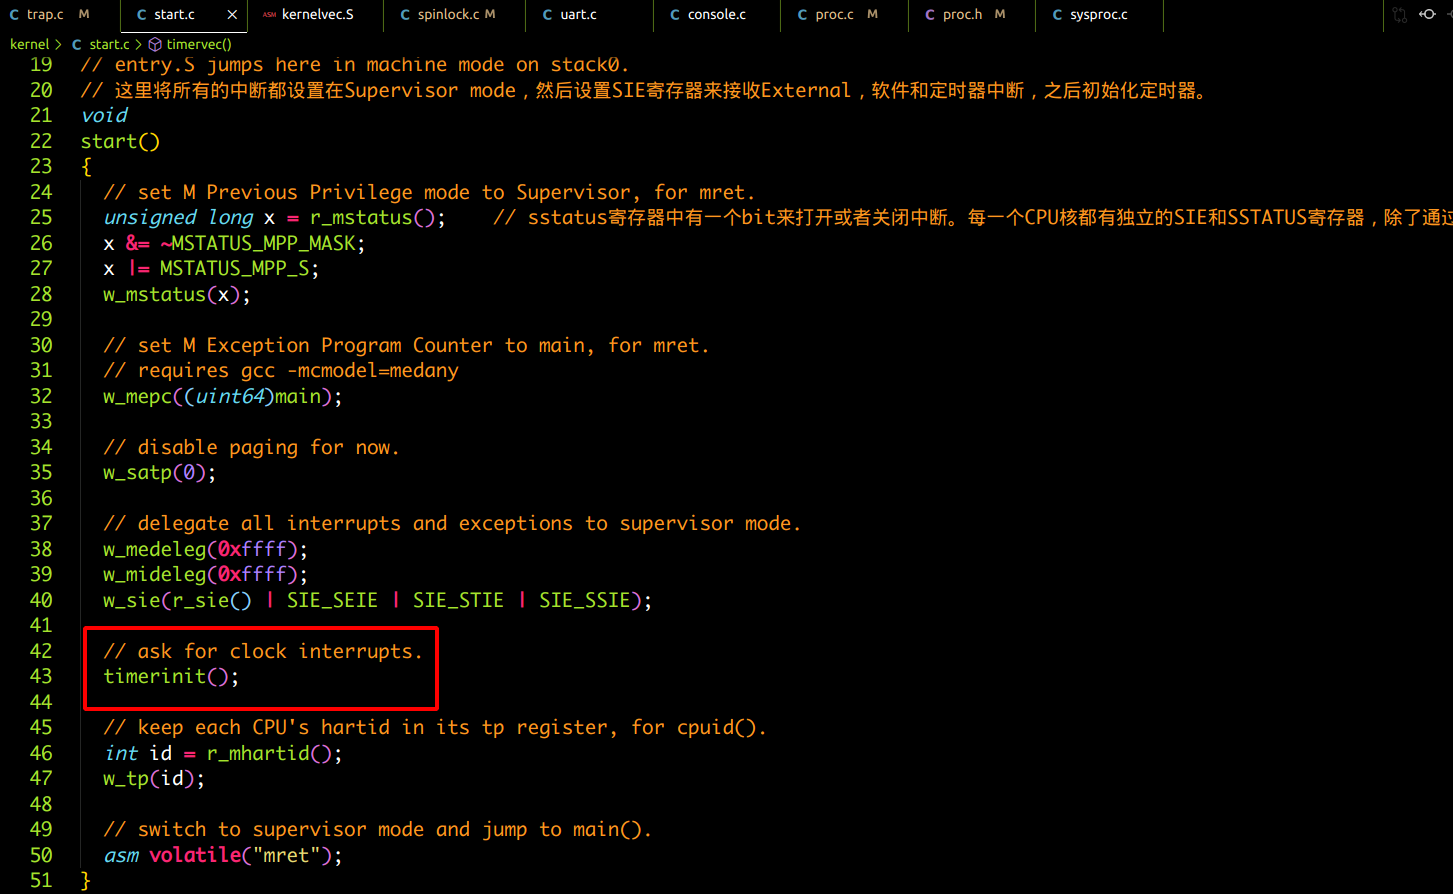 trap.c M start.c × ASM kernelvec.S spinlock.c M uart.c console.c proc.c M proc.h M sysproc.c
kernel > C start.c > timervec()
19 // entry.S jumps here in machine mode on stack0.
20 // 这里将所有的中断都设置在Supervisor mode，然后设置SIE寄存器来接收External，软件和定时器中断，之后初始化定时器。
21 void
22 start()
23 {
24 // set M Previous Privilege mode to Supervisor, for mret.
25 unsigned long x = r_mstatus(); // sstatus寄存器中有一个bit来打开或者关闭中断。每一个CPU核都有独立的SIE和SSTATUS寄存器，除了通过
26 x &= ~MSTATUS_MPP_MASK;
27 x |= MSTATUS_MPP_S;
28 w_mstatus(x);
29
30 // set M Exception Program Counter to main, for mret.
31 // requires gcc -mcmodel=medany
32 w_mepc((uint64)main);
33
34 // disable paging for now.
35 w_satp(0);
36
37 // delegate all interrupts and exceptions to supervisor mode.
38 w_medeleg(0xffff);
39 w_mideleg(0xffff);
40 w_sie(r_sie() | SIE_SEIE | SIE_STIE | SIE_SSIE);
41
42 // ask for clock interrupts.
43 timerinit();
44
45 // keep each CPU's hartid in its tp register, for cpuid().
46 int id = r_mhartid();
47 w_tp(id);
48
49 // switch to supervisor mode and jump to main().
50 asm volatile("mret");
51 }